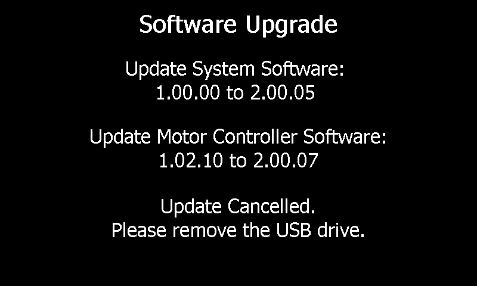 Software Upgrade
Update System Software:
1.00.00 to 2.00.05
Update Motor Controller Software:
1.02.10 to 2.00.07
Update Cancelled.
Please remove the USB drive.